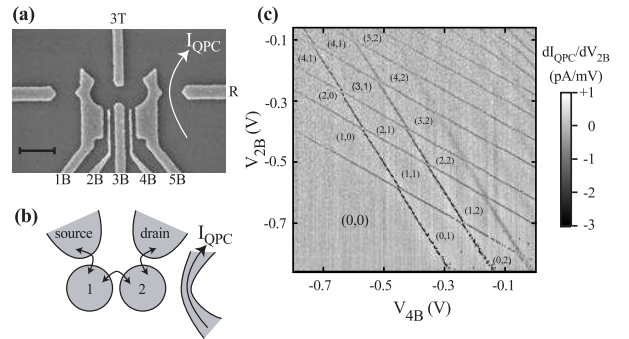 (a)
3T
I_QPC
R
1B 2B 3B 4B 5B
(b)
source drain
I_QPC
1 2
(c)
dI_QPC/dV_2B
(pA/mV)
+1
0
-1
-2
-3
V_2B (V)
-0.1
-0.3
-0.5
-0.7
-0.7 -0.5 -0.3 -0.1
V_4B (V)
(4,1) (5,2)
(4,1)
(3,1) (4,2)
(2,0)
(1,0) (2,1) (3,2)
(1,1) (2,2)
(0,0) (0,1) (1,2)
(0,2)